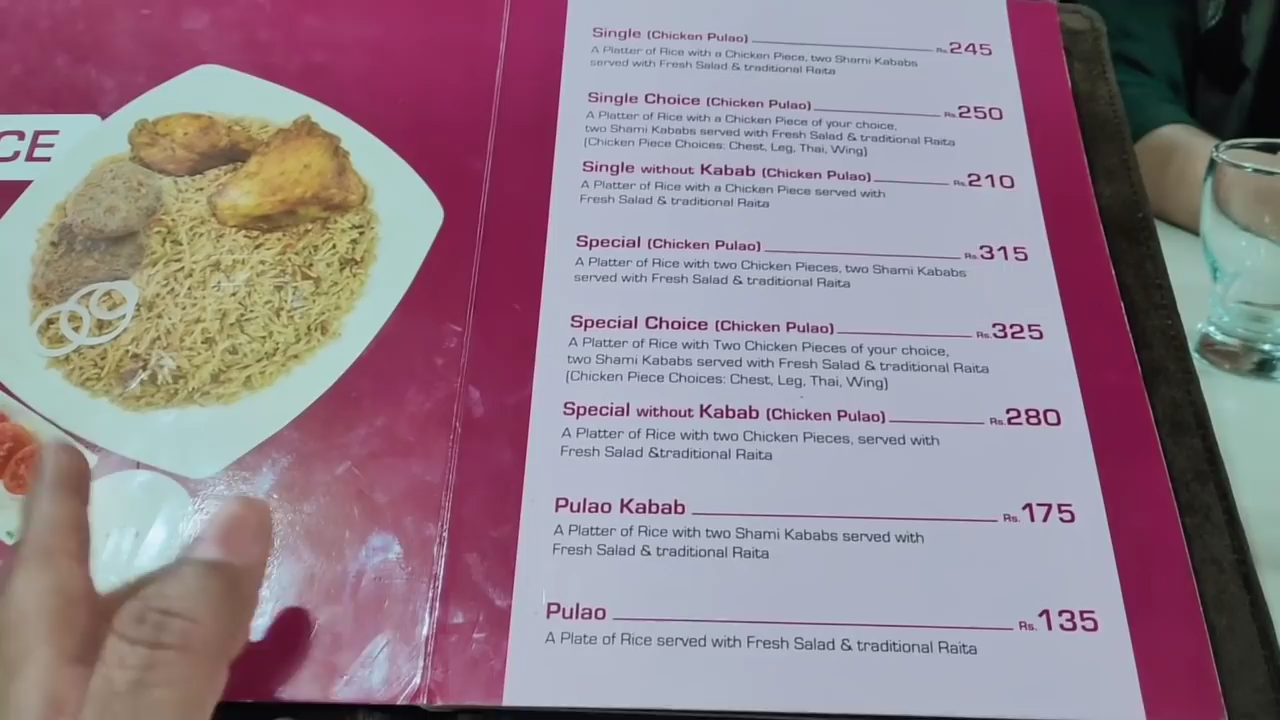 CE
Single (Chicken Pulao) Rs. 245
A Platter of Rice with a Chicken Piece, two Shami Kababs
served with Fresh Salad & traditional Raita
Single Choice (Chicken Pulao) Rs. 250
A Platter of Rice with a Chicken Piece of your choice,
two Shami Kababs served with Fresh Salad & traditional Raita
(Chicken Piece Choices: Chest, Leg, Thai, Wing)
Single without Kabab (Chicken Pulao) Rs. 210
A Platter of Rice with a Chicken Piece served with
Fresh Salad & traditional Raita
Special (Chicken Pulao) Rs. 315
A Platter of Rice with two Chicken Pieces, two Shami Kababs
served with Fresh Salad & traditional Raita
Special Choice (Chicken Pulao) Rs. 325
A Platter of Rice with Two Chicken Pieces of your choice,
two Shami Kababs served with Fresh Salad & traditional Raita
(Chicken Piece Choices: Chest, Leg, Thai, Wing)
Special without Kabab (Chicken Pulao) Rs. 280
A Platter of Rice with two Chicken Pieces, served with
Fresh Salad &traditional Raita
Pulao Kabab Rs. 175
A Platter of Rice with two Shami Kababs served with
Fresh Salad & traditional Raita
Pulao Rs. 135
A Plate of Rice served with Fresh Salad & traditional Raita